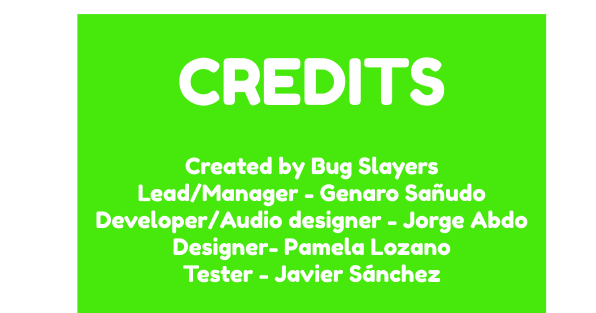 CREDITS
Created by Bug Slayers
Lead/Manager - Genaro Sañudo
Developer/Audio designer - Jorge Abdo
Designer- Pamela Lozano
Tester - Javier Sánchez